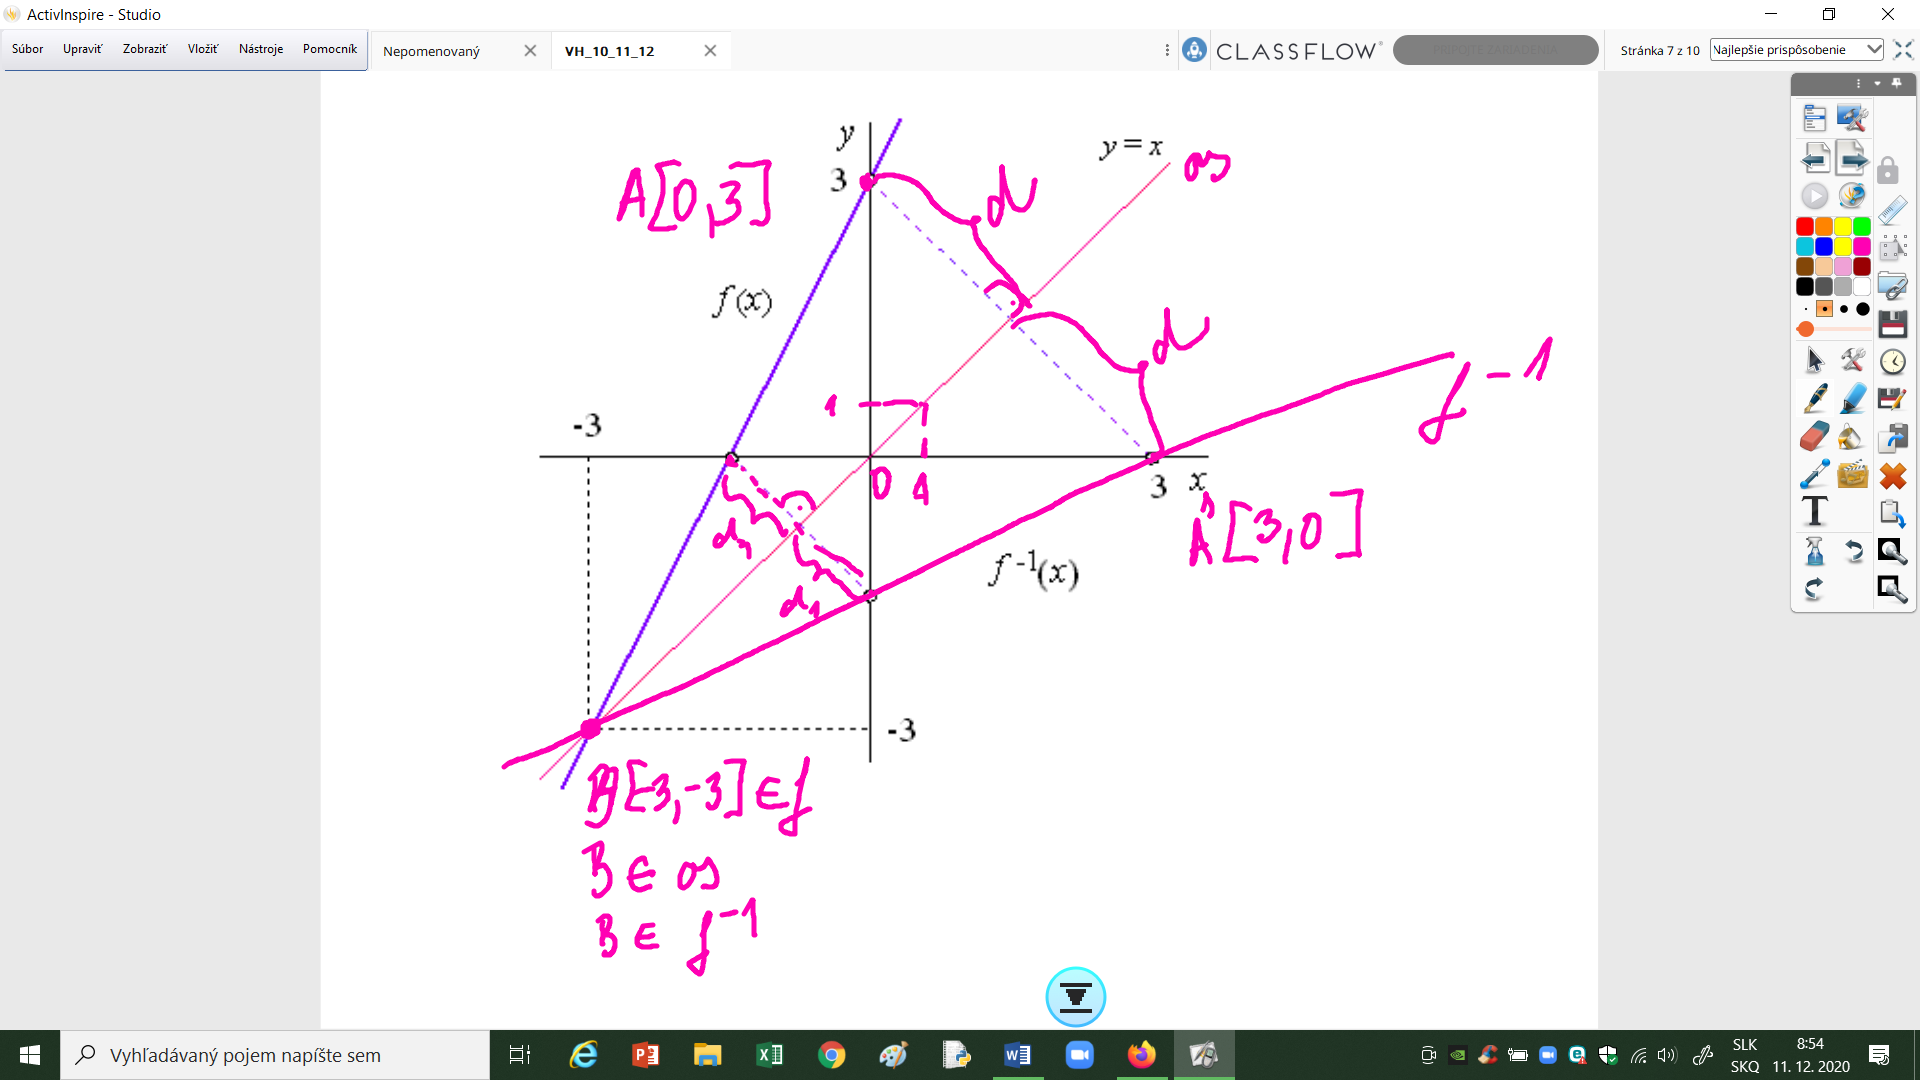 ActivInspire - Studio
Súbor Upraviť Zobraziť Vložiť Nástroje Pomocník
Nepomenovaný
VH_10_11_12
CLASSFLOW
Stránka 7 z 10
Najlepšie prispôsobenie
y
y = x
os
A[0,3]
3
d
f(x)
d
f⁻¹
-3
1
0 1
3 x
A'[3,0]
d₁
f⁻¹(x)
d₁
-3
B[-3,-3]∈f
B ∈ os
B ∈ f⁻¹
T
Vyhľadávaný pojem napíšte sem
SLK
SKQ
8:54
11. 12. 2020